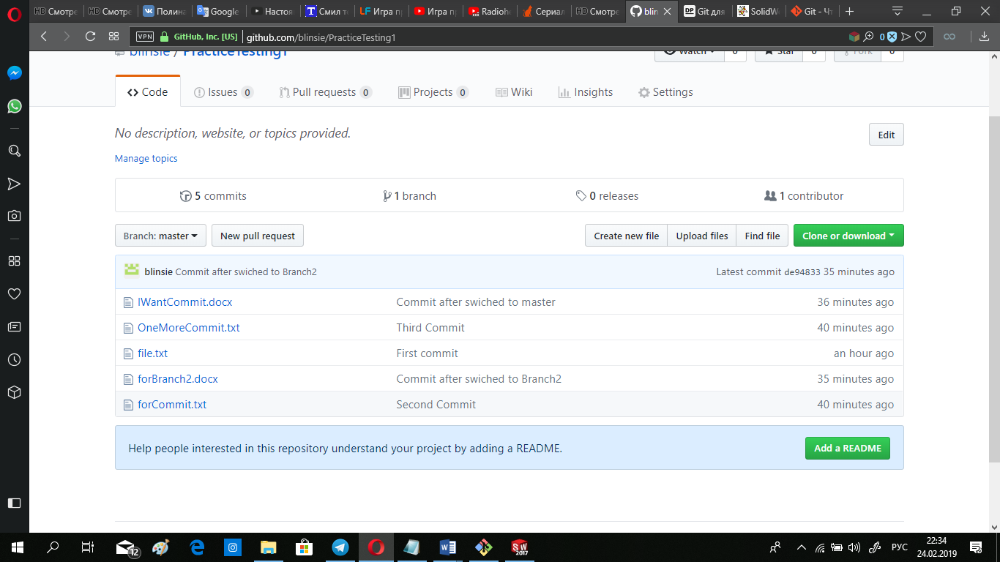 HD Смотре HD Смотре Полина Google Настоя Смил т LF Игра пр Игра пр Radiohe Сериал HD Смотре blin DP Git для SolidW Git - Чт
VPN GitHub, Inc. [US] github.com/blinsie/PracticeTesting1 0
blinsie / PracticeTesting1 Watch 0 Star 0 Fork 0
Code Issues 0 Pull requests 0 Projects 0 Wiki Insights Settings
No description, website, or topics provided. Edit
Manage topics
5 commits 1 branch 0 releases 1 contributor
Branch: master New pull request Create new file Upload files Find file Clone or download
blinsie Commit after swiched to Branch2 Latest commit de94833 35 minutes ago
IWantCommit.docx Commit after swiched to master 36 minutes ago
OneMoreCommit.txt Third Commit 40 minutes ago
file.txt First commit an hour ago
forBranch2.docx Commit after swiched to Branch2 35 minutes ago
forCommit.txt Second Commit 40 minutes ago
Help people interested in this repository understand your project by adding a README. Add a README
12 SW 2017 РУС 22:34
24.02.2019